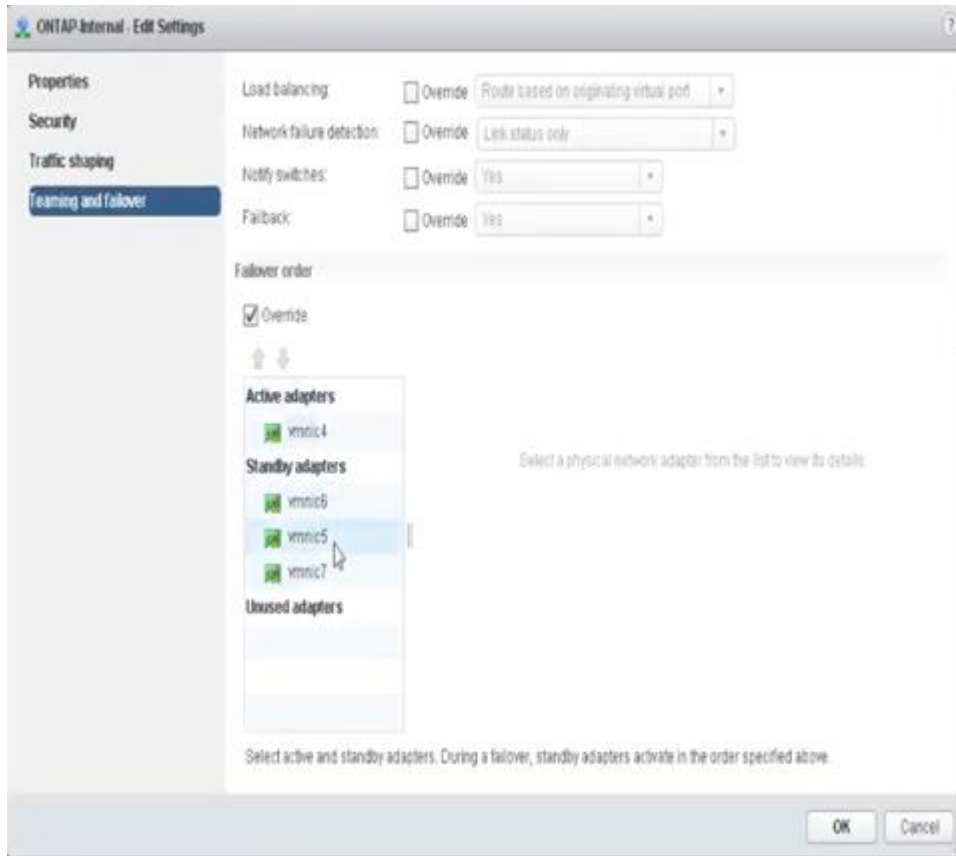 ONTAP-Internal - Edit Settings
?
Properties
Security
Traffic shaping
Teaming and failover
Load balancing: Override Route based on originating virtual port
Network failure detection: Override Link status only
Notify switches: Override Yes
Failback: Override Yes
Failover order
Override
Active adapters
vmnic4
Standby adapters
vmnic6
vmnic5
vmnic7
Unused adapters
Select a physical network adapter from the list to view its details.
Select active and standby adapters. During a failover, standby adapters activate in the order specified above.
OK
Cancel